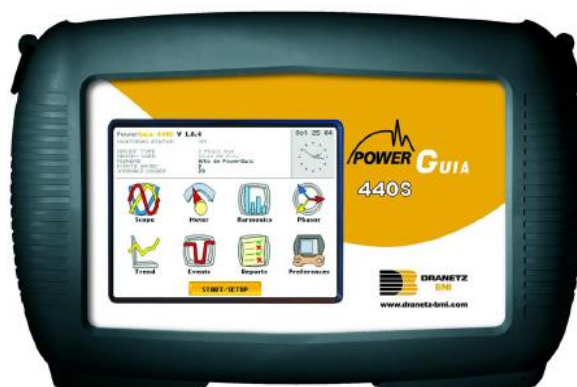 PowerGuia 440S V 1.0.4
Oct 25 04
Scope
Meter
Harmonics
Phasor
Trend
Events
Reports
Preferences
START/SETUP
POWER GUIA
440S
DRANETZ
BMI
www.dranetz-bmi.com